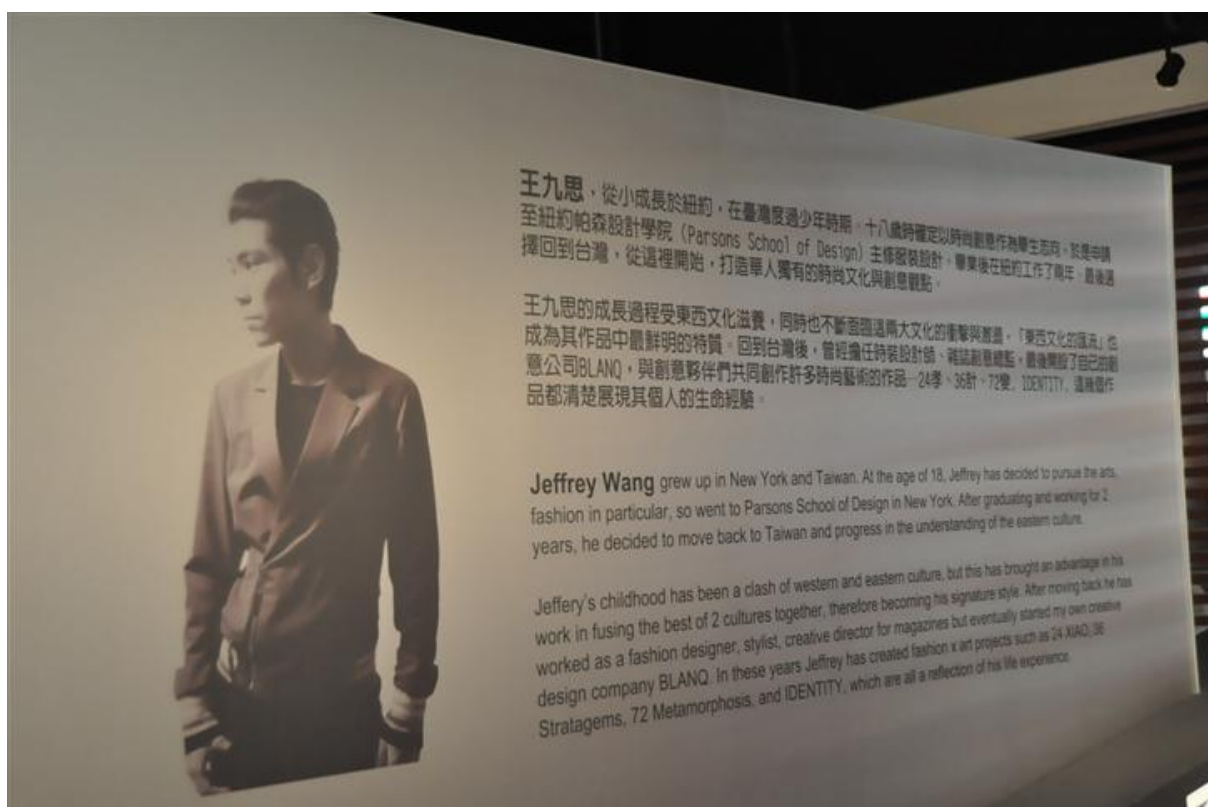 王九思，從小成長於紐約，在臺灣度過少年時期。十八歲時確定以時尚創意作為畢生志向，於是申請
至紐約帕森設計學院 (Parsons School of Design) 主修服裝設計。畢業後在紐約工作了兩年，最後選
擇回到台灣，從這裡開始，打造華人獨有的時尚文化與創意觀點。
王九思的成長過程受東西文化滋養，同時也不斷面臨這兩大文化的衝擊與激盪，「東西文化的匯流」也
成為其作品中最鮮明的特質。回到台灣後，曾經擔任時裝設計師、雜誌創意總監，最後開設了自己的創
意公司BLANQ，與創意夥伴們共同創作許多時尚藝術的作品—24孝、36計、72變、IDENTITY，這幾個作
品都清楚展現其個人的生命經驗。
Jeffrey Wang grew up in New York and Taiwan. At the age of 18, Jeffrey has decided to pursue the arts,
fashion in particular, so went to Parsons School of Design in New York. After graduating and working for 2
years, he decided to move back to Taiwan and progress in the understanding of the eastern culture.
Jeffery's childhood has been a clash of western and eastern culture, but this has brought an advantage in his
work in fusing the best of 2 cultures together, therefore becoming his signature style. After moving back he has
worked as a fashion designer, stylist, creative director for magazines but eventually started my own creative
design company BLANQ. In these years Jeffrey has created fashion x art projects such as 24 XIAO, 36
Stratagems, 72 Metamorphosis, and IDENTITY, which are all a reflection of his life experience.